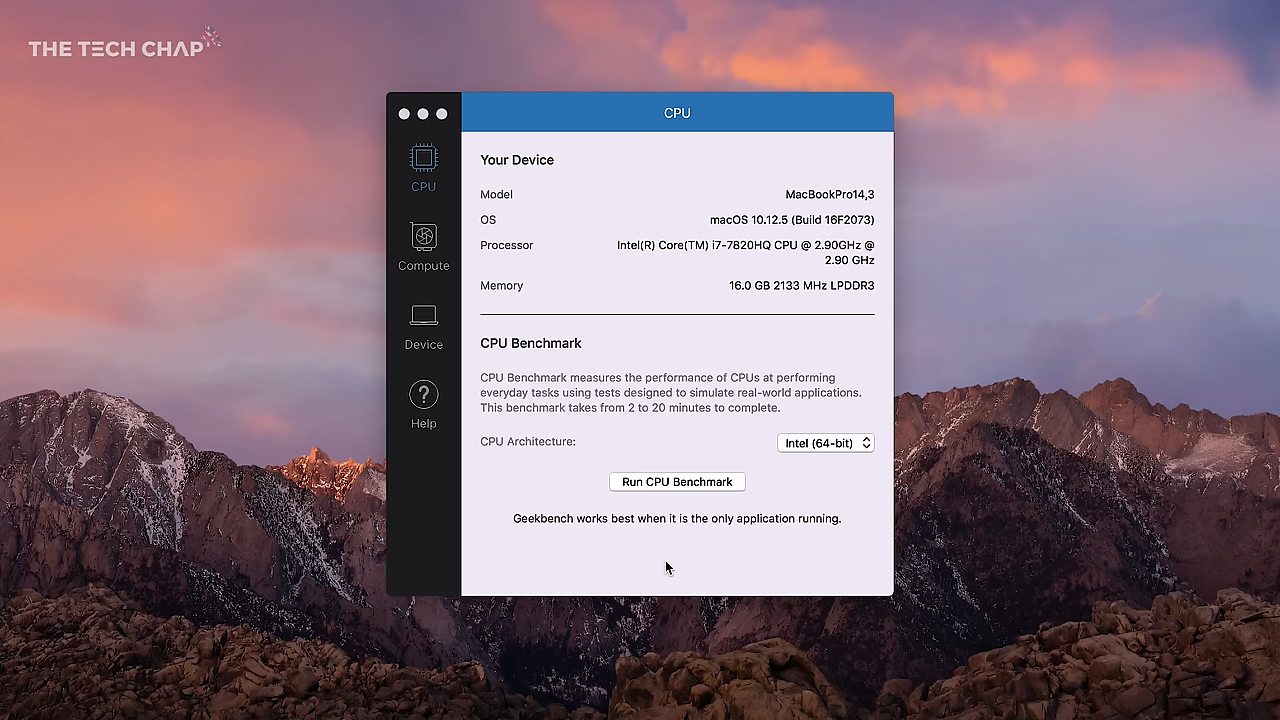 THE TECH CHAP
CPU
CPU
Compute
Device
?
Help
Your Device
Model MacBookPro14,3
OS macOS 10.12.5 (Build 16F2073)
Processor Intel(R) Core(TM) i7-7820HQ CPU @ 2.90GHz @
2.90 GHz
Memory 16.0 GB 2133 MHz LPDDR3
CPU Benchmark
CPU Benchmark measures the performance of CPUs at performing
everyday tasks using tests designed to simulate real-world applications.
This benchmark takes from 2 to 20 minutes to complete.
CPU Architecture: Intel (64-bit)
Run CPU Benchmark
Geekbench works best when it is the only application running.